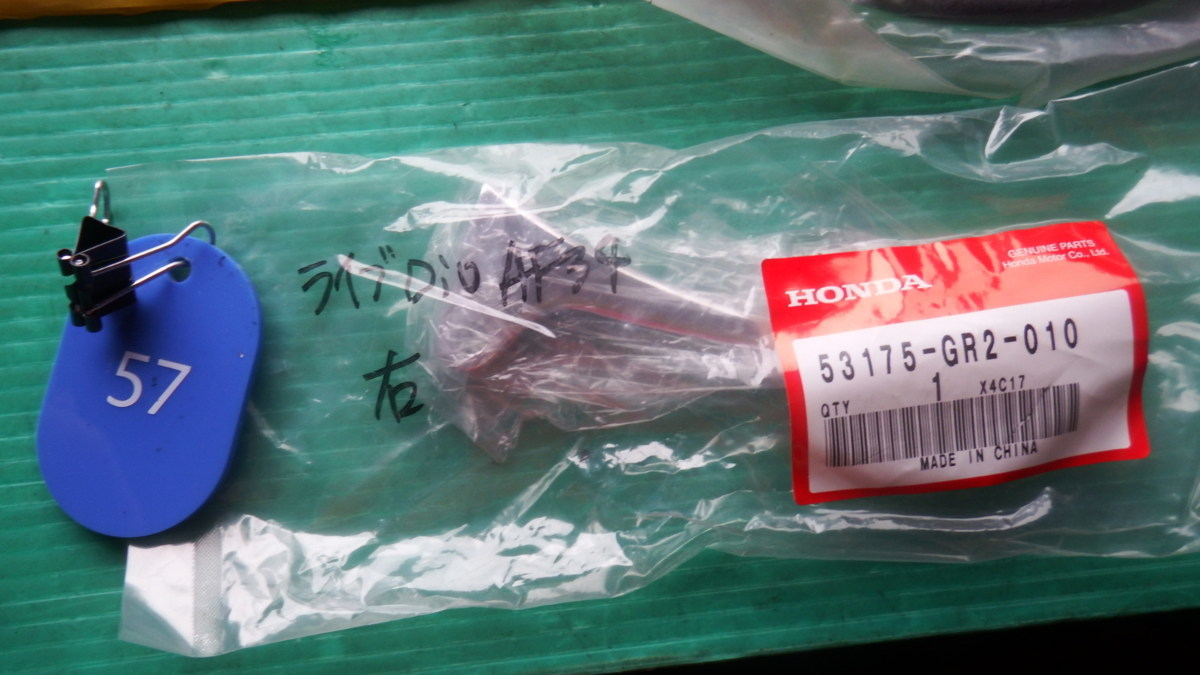 57
ライブDiO AF34
右
GENUINE PARTS
Honda Motor Co., Ltd.
HONDA
53175-GR2-010
QTY 1 X4C17
MADE IN CHINA